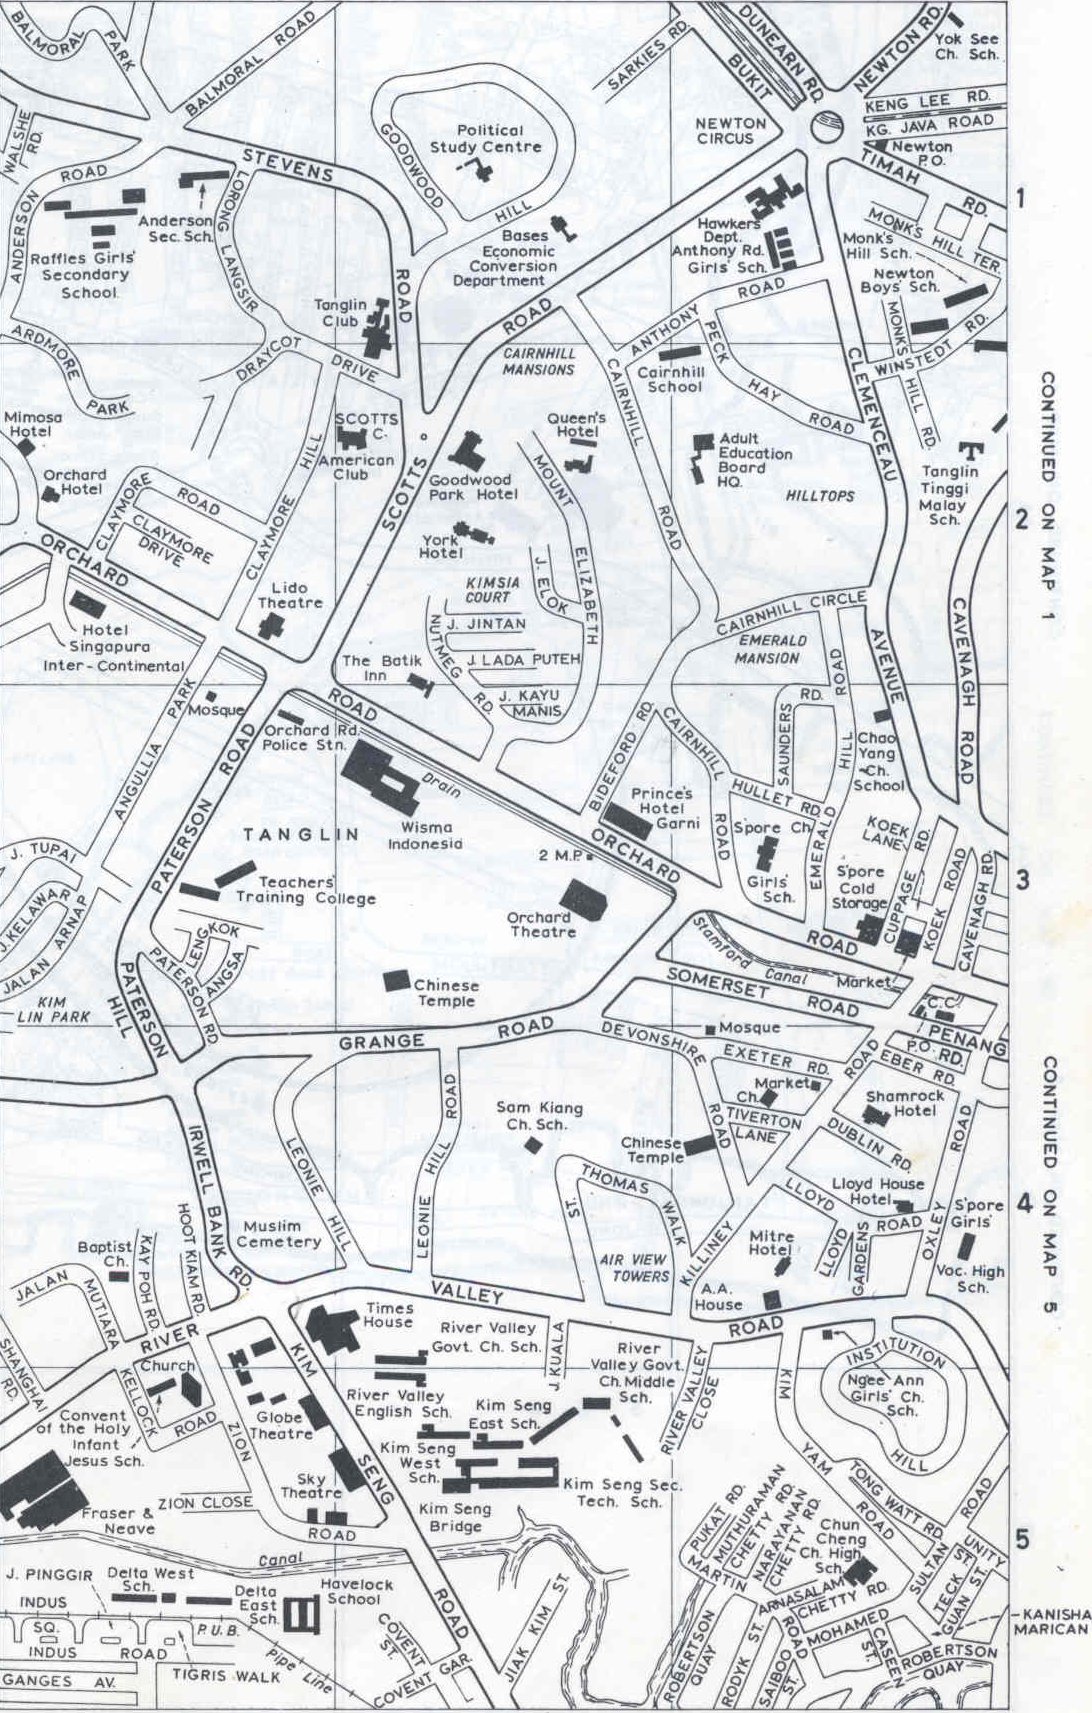 BALMORAL
PARK
BALMORAL ROAD
SARKIES RD.
DUNEARN RD.
BUKIT
NEWTON RD.
Yok See
Ch. Sch.
KENG LEE RD.
KG. JAVA ROAD
NEWTON
CIRCUS
Newton
P.O.
TIMAH
RD.
WALSHE
RD.
STEVENS
ROAD
GOODWOOD
HILL
Political
Study Centre
ANDERSON
ROAD
Anderson
Sec. Sch.
LORONG LANGSIR
Raffles Girls'
Secondary
School.
Bases
Economic
Conversion
Department
Hawkers
Dept.
Anthony Rd.
Girls' Sch.
MONK'S HILL TER.
Monk's
Hill Sch.
Newton
Boys' Sch.
1
Tanglin
Club
ROAD
ANTHONY
ROAD
MONK'S
HILL RD.
WINSTEDT
RD.
ARDMORE
PARK
DRAYCOT
DRIVE
CAIRNHILL
MANSIONS
Cairnhill
School
PECK
HAY
ROAD
CLEMENCEAU
CONTINUED ON MAP 1
Mimosa
Hotel
Orchard
Hotel
SCOTTS
C.
American
Club
SCOTTS
Goodwood
Park Hotel
Queen's
Hotel
CAIRNHILL
ROAD
Adult
Education
Board
HQ.
HILLTOPS
Tanglin
Tinggi
Malay
Sch.
2
CLAYMORE
ROAD
CLAYMORE
DRIVE
CLAYMORE HILL
York
Hotel
MOUNT
ELIZABETH
ORCHARD
Lido
Theatre
KIMSIA
COURT
J. ELOK
J. JINTAN
J. LADA PUTEH
J. KAYU
MANIS
NUTMEG
RD.
CAIRNHILL CIRCLE
EMERALD
MANSION
AVENUE
CAVENAGH ROAD
Hotel
Singapura
Inter-Continental
The Batik
Inn
Mosque
ANGULLIA PARK
ROAD
Orchard Rd.
Police Stn.
PATERSON ROAD
Drain
BIDEFORD RD.
CAIRNHILL
ROAD
SAUNDERS
RD.
HULLET RD.
EMERALD
HILL
ROAD
Chao
Yang
Ch.
School
TANGLIN
Wisma
Indonesia
Prince's
Hotel
Garni
ORCHARD
2 M.P.
S'pore Ch.
Girls'
Sch.
KOEK
LANE
S'pore
Cold
Storage
CUPPAGE
RD.
KOEK ROAD
CAVENAGH RD.
3
J. TUPAI
J. KELAWAR
JALAN ARNAP
Teachers'
Training College
Orchard
Theatre
LENGKOK
ANGSA
PATERSON RD
PATERSON
HILL
KIM
LIN PARK
Chinese
Temple
Stamford
Canal
ROAD
Market
SOMERSET ROAD
C.C.
PENANG
RD.
P.O.
GRANGE ROAD
DEVONSHIRE
ROAD
Mosque
EXETER RD.
EBER RD.
Market
Ch.
TIVERTON
LANE
Shamrock
Hotel
DUBLIN RD.
CONTINUED ON MAP 5
Sam Kiang
Ch. Sch.
Chinese
Temple
LEONIE
HILL
LEONIE HILL ROAD
IRWELL BANK
RD.
ST. THOMAS
WALK
KILLINEY
ROAD
LLOYD
ROAD
Lloyd House
Hotel
OXLEY
ROAD
S'pore
Girls'
Voc. High
Sch.
4
Muslim
Cemetery
HOOT KIAM RD.
KAY POH RD.
Baptist
Ch.
JALAN
MUTIARA
AIR VIEW
TOWERS
Mitre
Hotel
LLOYD
GARDENS
A.A.
House
RIVER
VALLEY
ROAD
SHANGHAI
RD.
Times
House
River Valley
Govt. Ch. Sch.
J. KUALA
River
Valley Govt.
Ch. Middle
Sch.
RIVER VALLEY
CLOSE
INSTITUTION
HILL
Ngee Ann
Girls' Ch.
Sch.
Church
KELLOCK
ROAD
Convent
of the Holy
Infant
Jesus Sch.
ZION
ROAD
Globe
Theatre
KIM
SENG
ROAD
River Valley
English Sch.
Kim Seng
East Sch.
Kim Seng
West
Sch.
Kim Seng Sec.
Tech. Sch.
Kim Seng
Bridge
Sky
Theatre
ZION CLOSE
Fraser &
Neave
KIM
YAM
ROAD
TONG WATT RD.
ROAD
UNITY
ST.
PUKAT RD.
MUTHURAMAN
CHETTY RD.
NARAYANAN
CHETTY RD.
MARTIN
ROAD
Chun
Cheng
Ch. High
Sch.
ARNASALAM
CHETTY RD.
SULTAN
TECK
GUAN ST.
5
KANISHA
MARICAN
J. PINGGIR
Delta West
Sch.
Canal
Delta
East
Sch.
Havelock
School
INDUS
SQ.
INDUS ROAD
GANGES AV.
P.U.B.
TIGRIS WALK
Pipe Line
COVENT
ST.
COVENT GAR.
JIAK KIM ST.
ROBERTSON
QUAY
RODYK ST.
SAIBOO
ST.
MOHAMED
CASEEN
ST.
ROBERTSON
QUAY